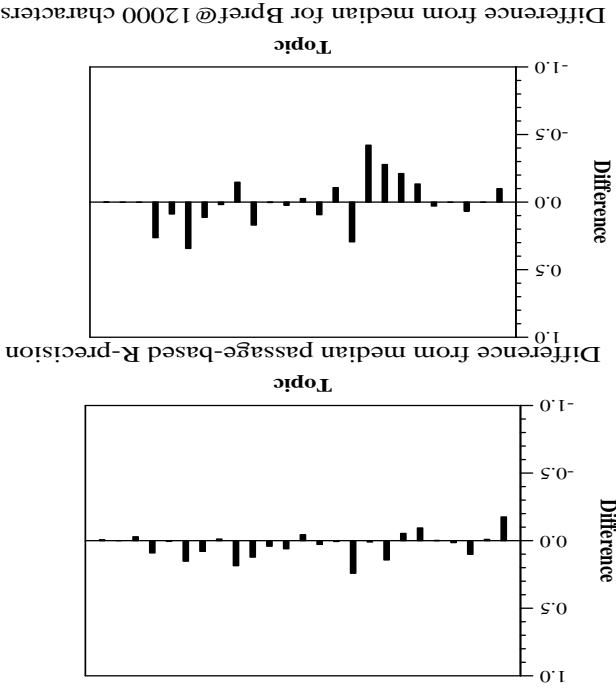 1.0
0.5
0.0
-0.5
-1.0
Difference
Topic
Difference from median passage-based R-precision
1.0
0.5
0.0
-0.5
-1.0
Difference
Topic
Difference from median for Bpref@12000 characters